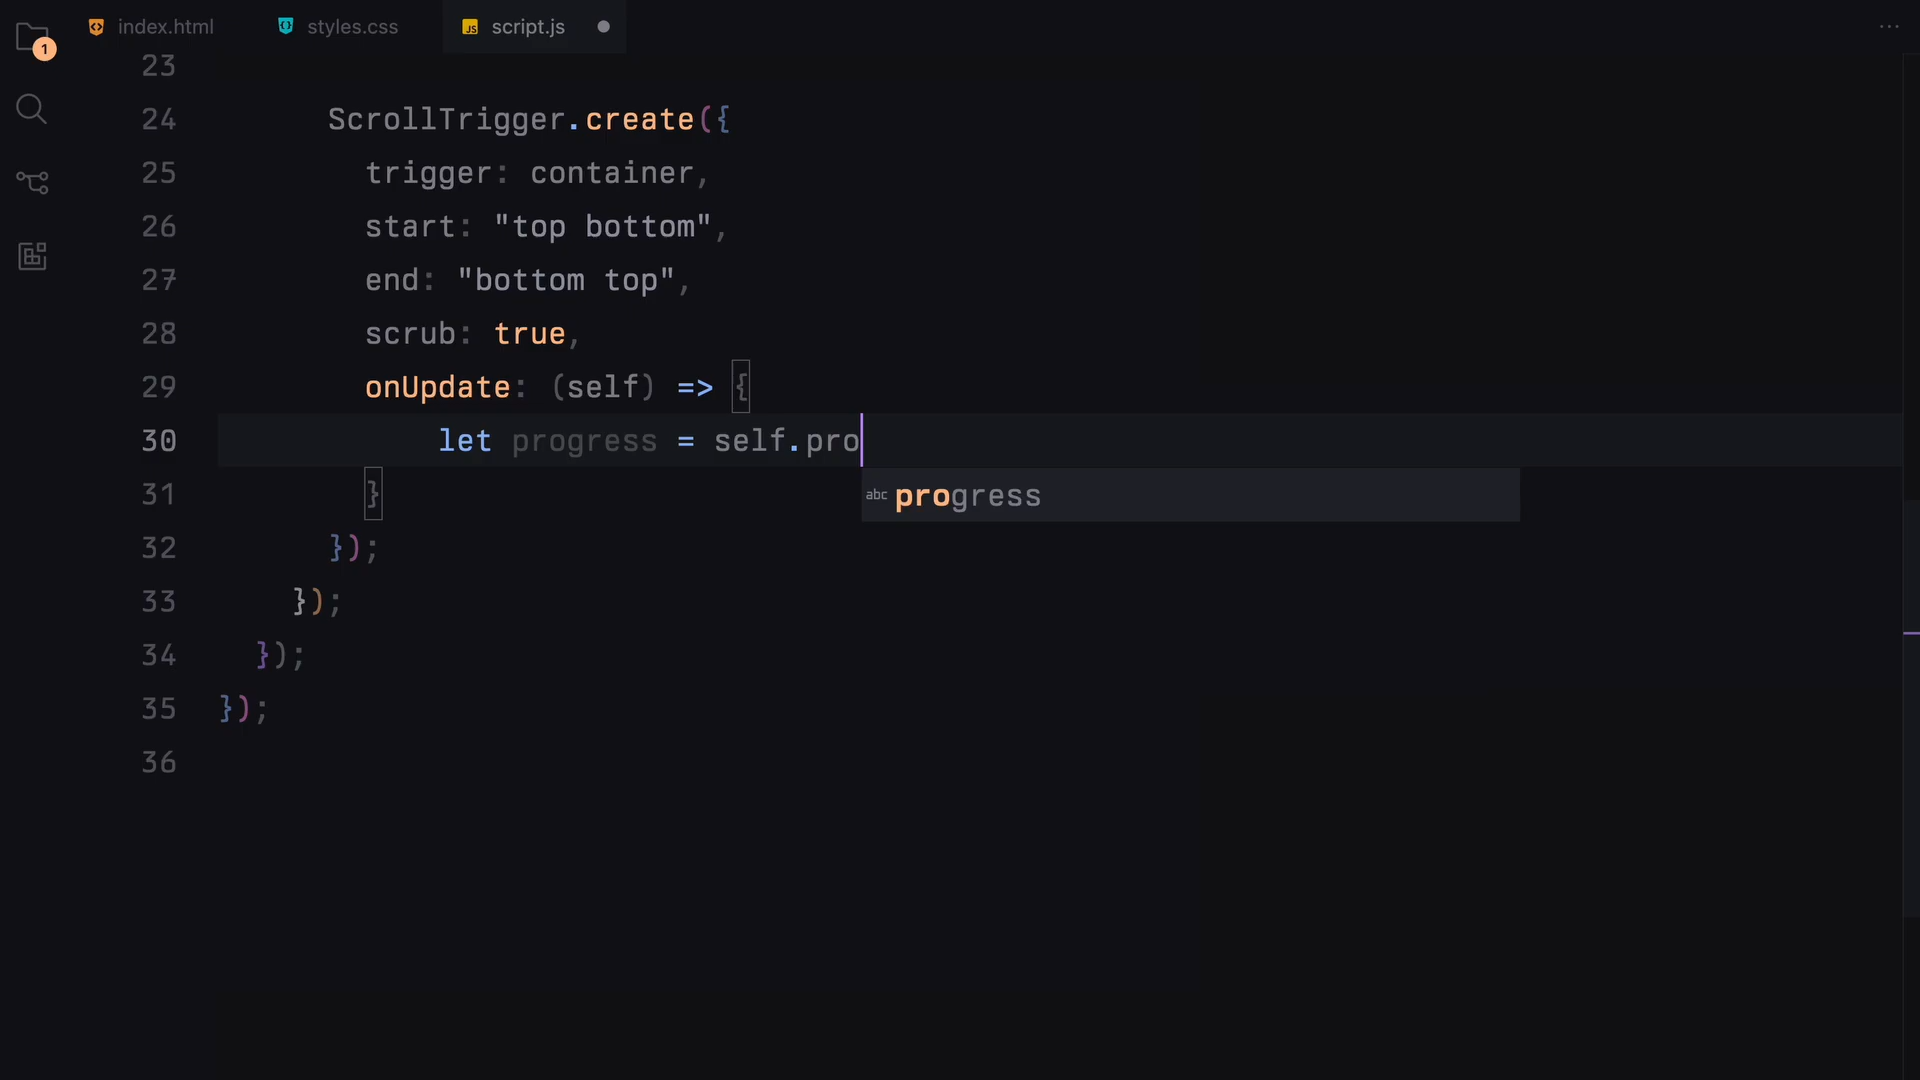 1
index.html
styles.css
JS script.js
23
24 ScrollTrigger.create({
25 trigger: container,
26 start: "top bottom",
27 end: "bottom top",
28 scrub: true,
29 onUpdate: (self) => {
30 let progress = self.pro
abc progress
31 }
32 });
33 });
34 });
35 });
36